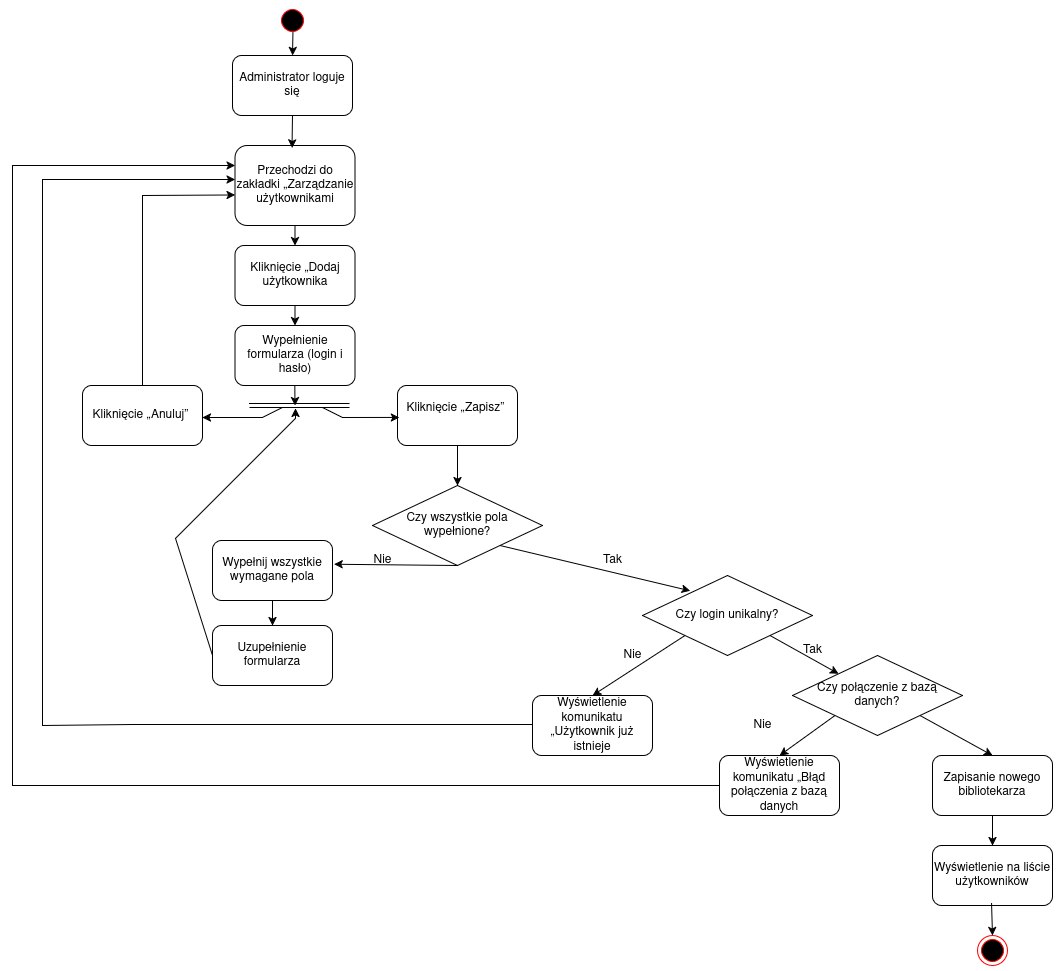 Administrator loguje
się
Przechodzi do
zakładki „Zarządzanie
użytkownikami
Kliknięcie „Dodaj
użytkownika
Wypełnienie
formularza (login i
hasło)
Kliknięcie „Anuluj”
Kliknięcie „Zapisz”
Czy wszystkie pola
wypełnione?
Nie
Tak
Wypełnij wszystkie
wymagane pola
Czy login unikalny?
Uzupełnienie
formularza
Nie
Tak
Czy połączenie z bazą
danych?
Wyświetlenie
komunikatu
„Użytkownik już
istnieje
Nie
Wyświetlenie
komunikatu „Błąd
połączenia z bazą
danych
Zapisanie nowego
bibliotekarza
Wyświetlenie na liście
użytkowników